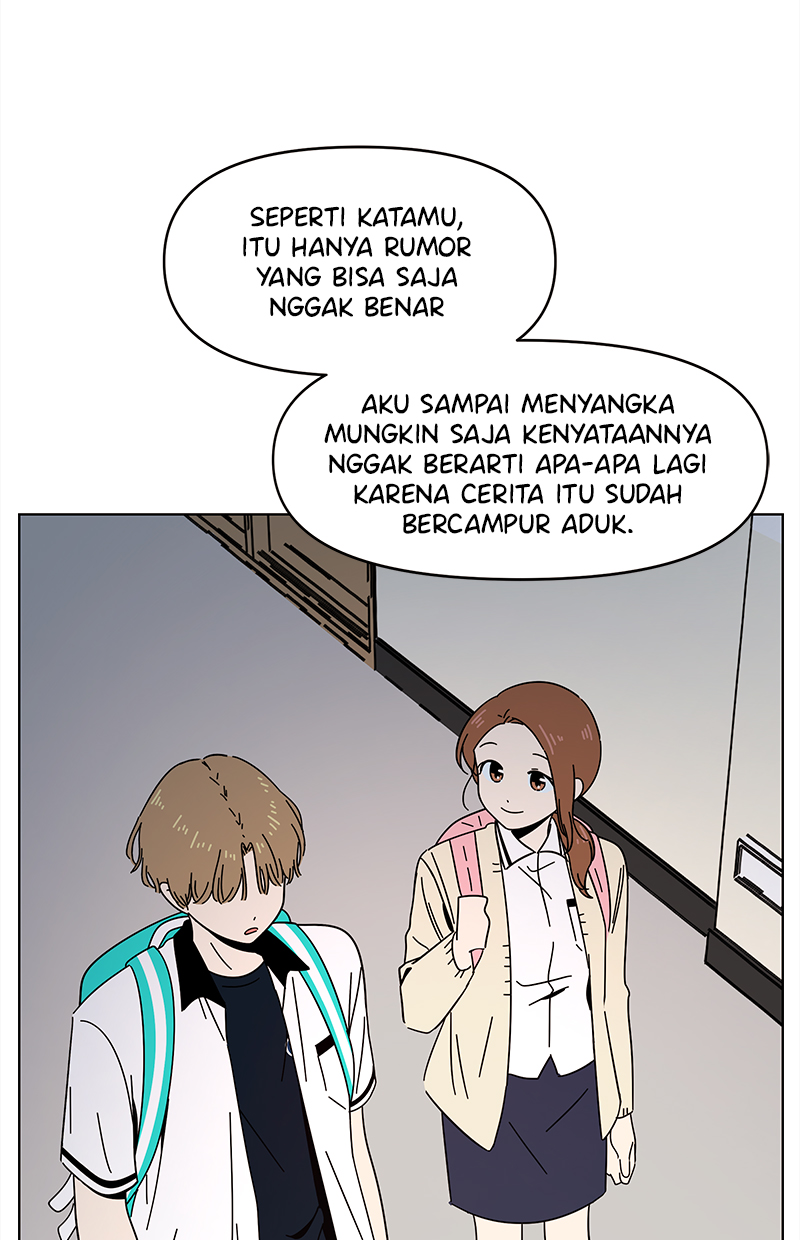 SEPERTI KATAMU,
ITU HANYA RUMOR
YANG BISA SAJA
NGGAK BENAR
AKU SAMPAI MENYANGKA
MUNGKIN SAJA KENYATAANNYA
NGGAK BERARTI APA-APA LAGI
KARENA CERITA ITU SUDAH
BERCAMPUR ADUK.